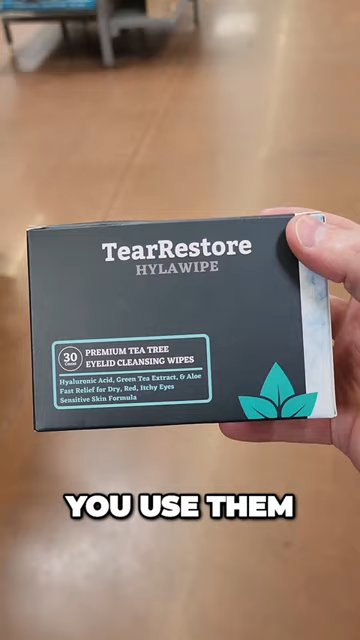 TearRestore
HYLAWIPE
30
COUNT
PREMIUM TEA TREE
EYELID CLEANSING WIPES
Hyaluronic Acid, Green Tea Extract, & Aloe
Fast Relief for Dry, Red, Itchy Eyes
Sensitive Skin Formula
YOU USE THEM